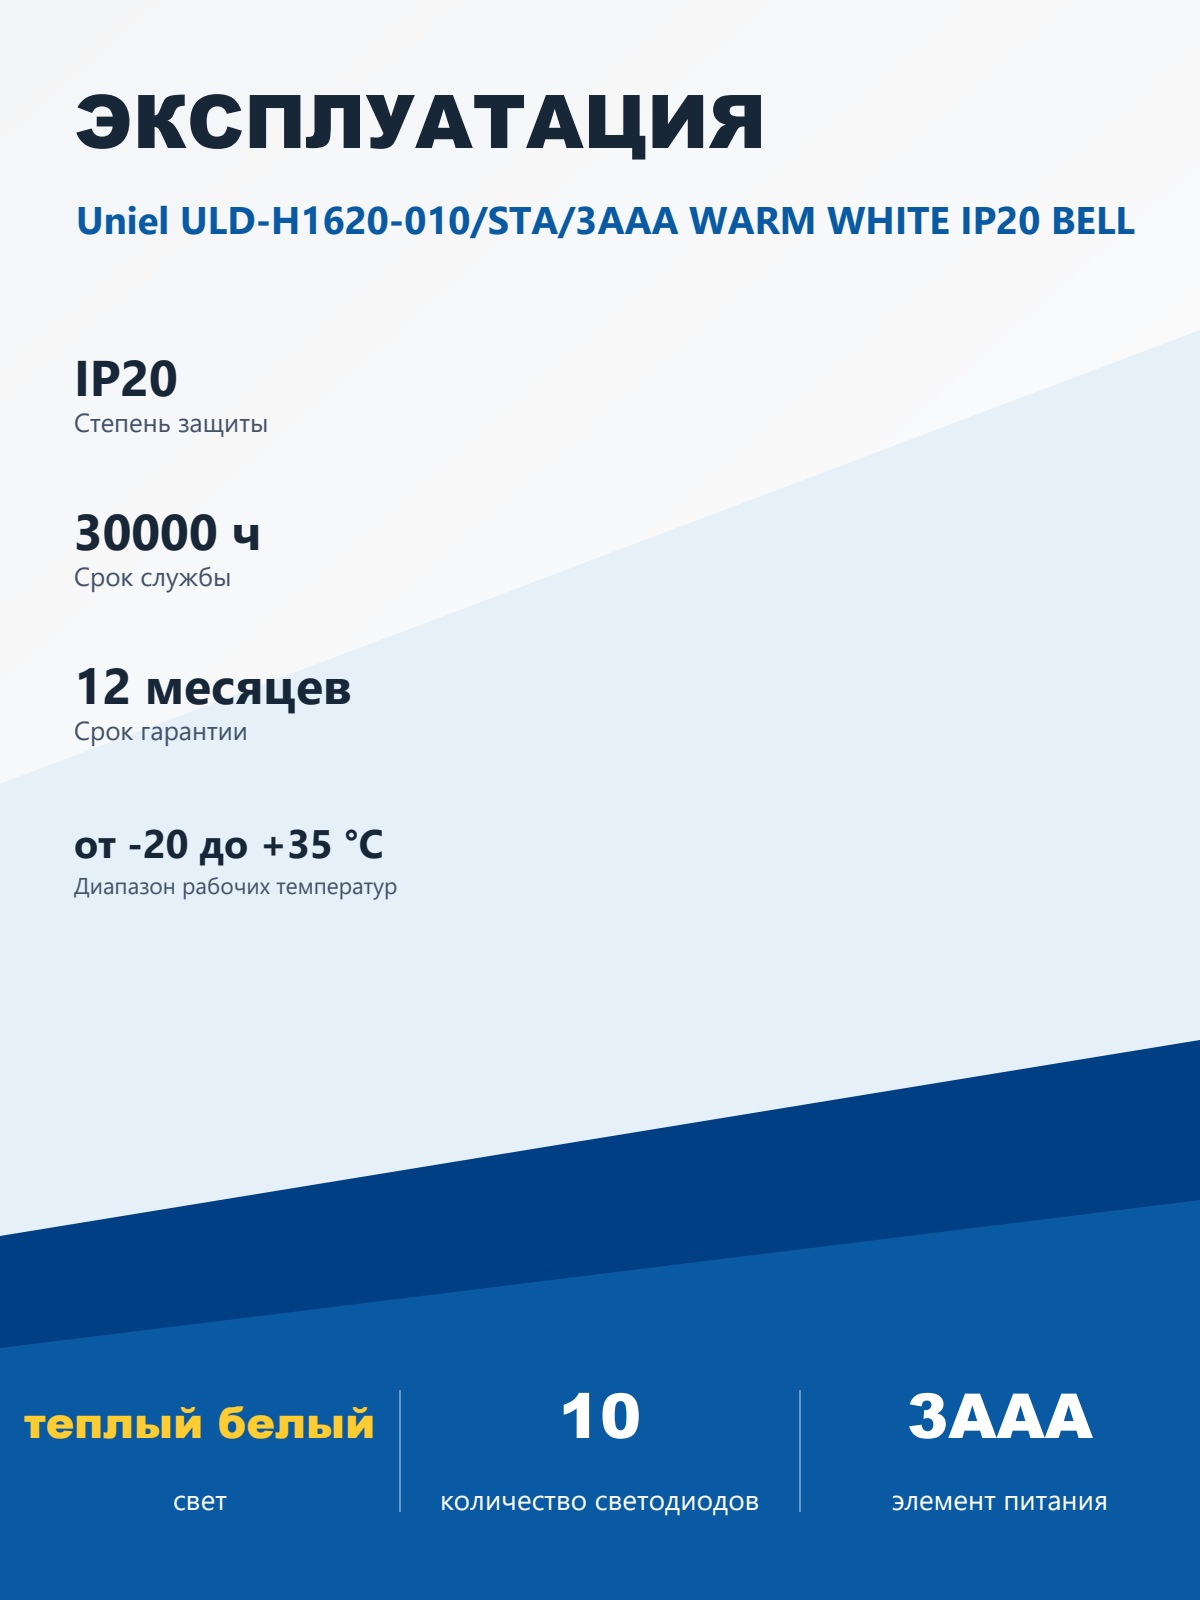 ЭКСПЛУАТАЦИЯ
Uniel ULD-H1620-010/STA/3AAA WARM WHITE IP20 BELL
IP20
Степень защиты
30000 ч
Срок службы
12 месяцев
Срок гарантии
от -20 до +35 °C
Диапазон рабочих температур
теплый белый
свет
10
количество светодиодов
3AAA
элемент питания